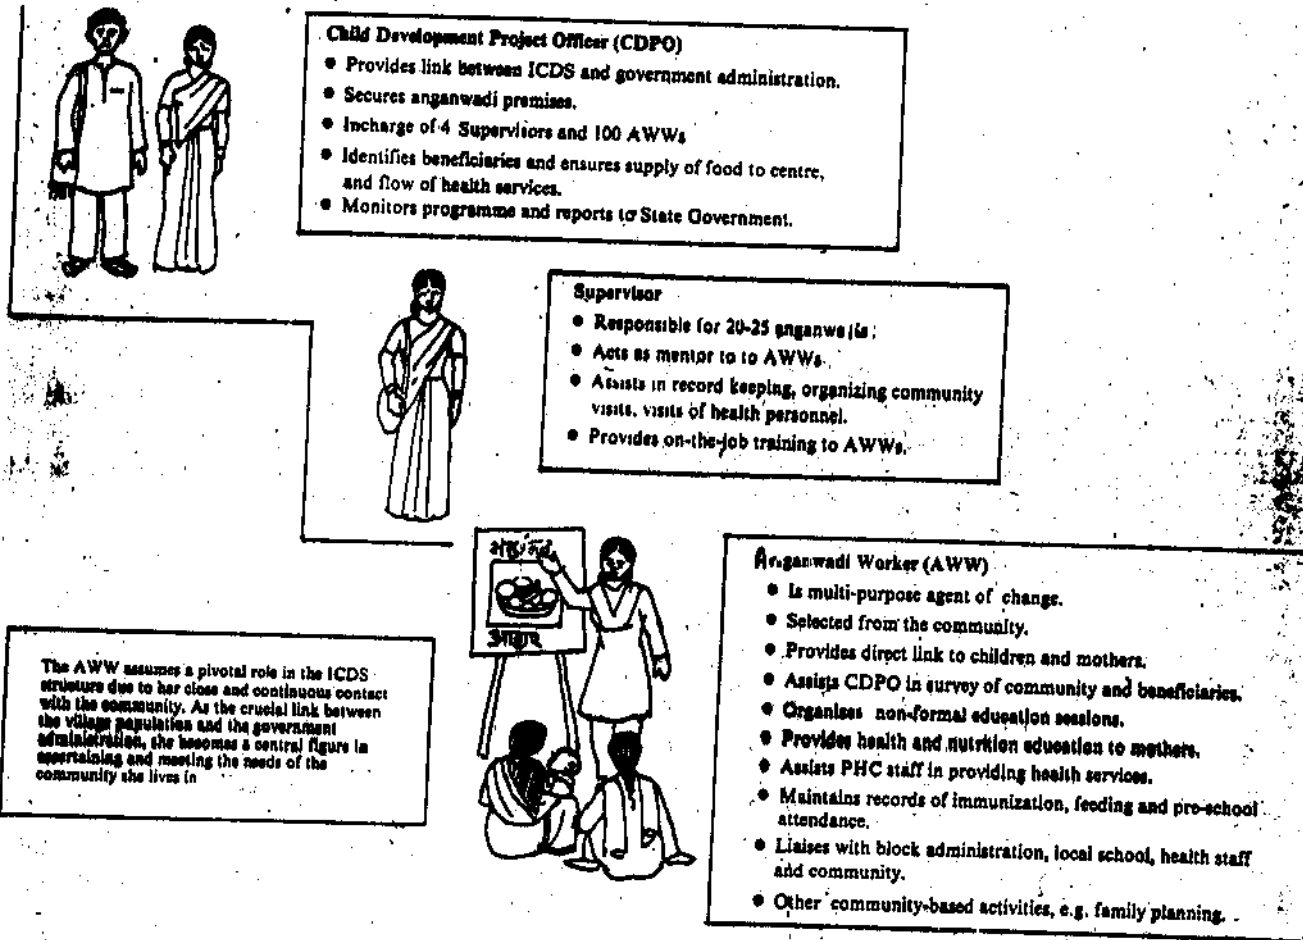 Child Development Project Officer (CDPO)
• Provides link between ICDS and government administration.
• Secures anganwadi premises.
• Incharge of 4 Supervisors and 100 AWWs
• Identifies beneficiaries and ensures supply of food to centre,
and flow of health services.
• Monitors programme and reports to State Government.
Supervisor
• Responsible for 20-25 anganwadis.
• Acts as mentor to to AWWs.
• Assists in record keeping, organizing community
visits, visits of health personnel.
• Provides on-the-job training to AWWs.
आहार
The AWW assumes a pivotal role in the ICDS
structure due to her close and continuous contact
with the community. As the crucial link between
the village population and the government
administration, she becomes a central figure in
ascertaining and meeting the needs of the
community she lives in
Anganwadi Worker (AWW)
• Is multi-purpose agent of change.
• Selected from the community.
• Provides direct link to children and mothers.
• Assists CDPO in survey of community and beneficiaries.
• Organises non-formal education sessions.
• Provides health and nutrition education to mothers.
• Assists PHC staff in providing health services.
• Maintains records of immunization, feeding and pre-school
attendance.
• Liaises with block administration, local school, health staff
and community.
• Other community-based activities, e.g. family planning.